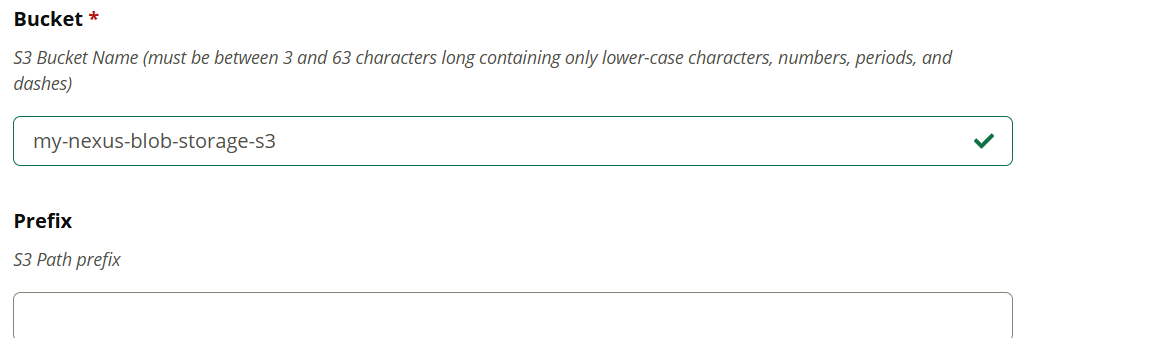 Bucket *
S3 Bucket Name (must be between 3 and 63 characters long containing only lower-case characters, numbers, periods, and
dashes)
my-nexus-blob-storage-s3
Prefix
S3 Path prefix